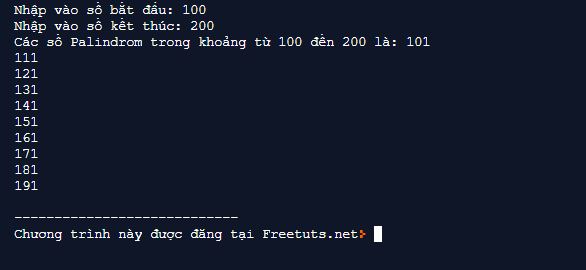 Nhập vào số bắt đầu: 100
Nhập vào số kết thúc: 200
Các số Palindrom trong khoảng từ 100 đến 200 là: 101
111
121
131
141
151
161
171
181
191
----------------------------
Chương trình này được đăng tại Freetuts.net